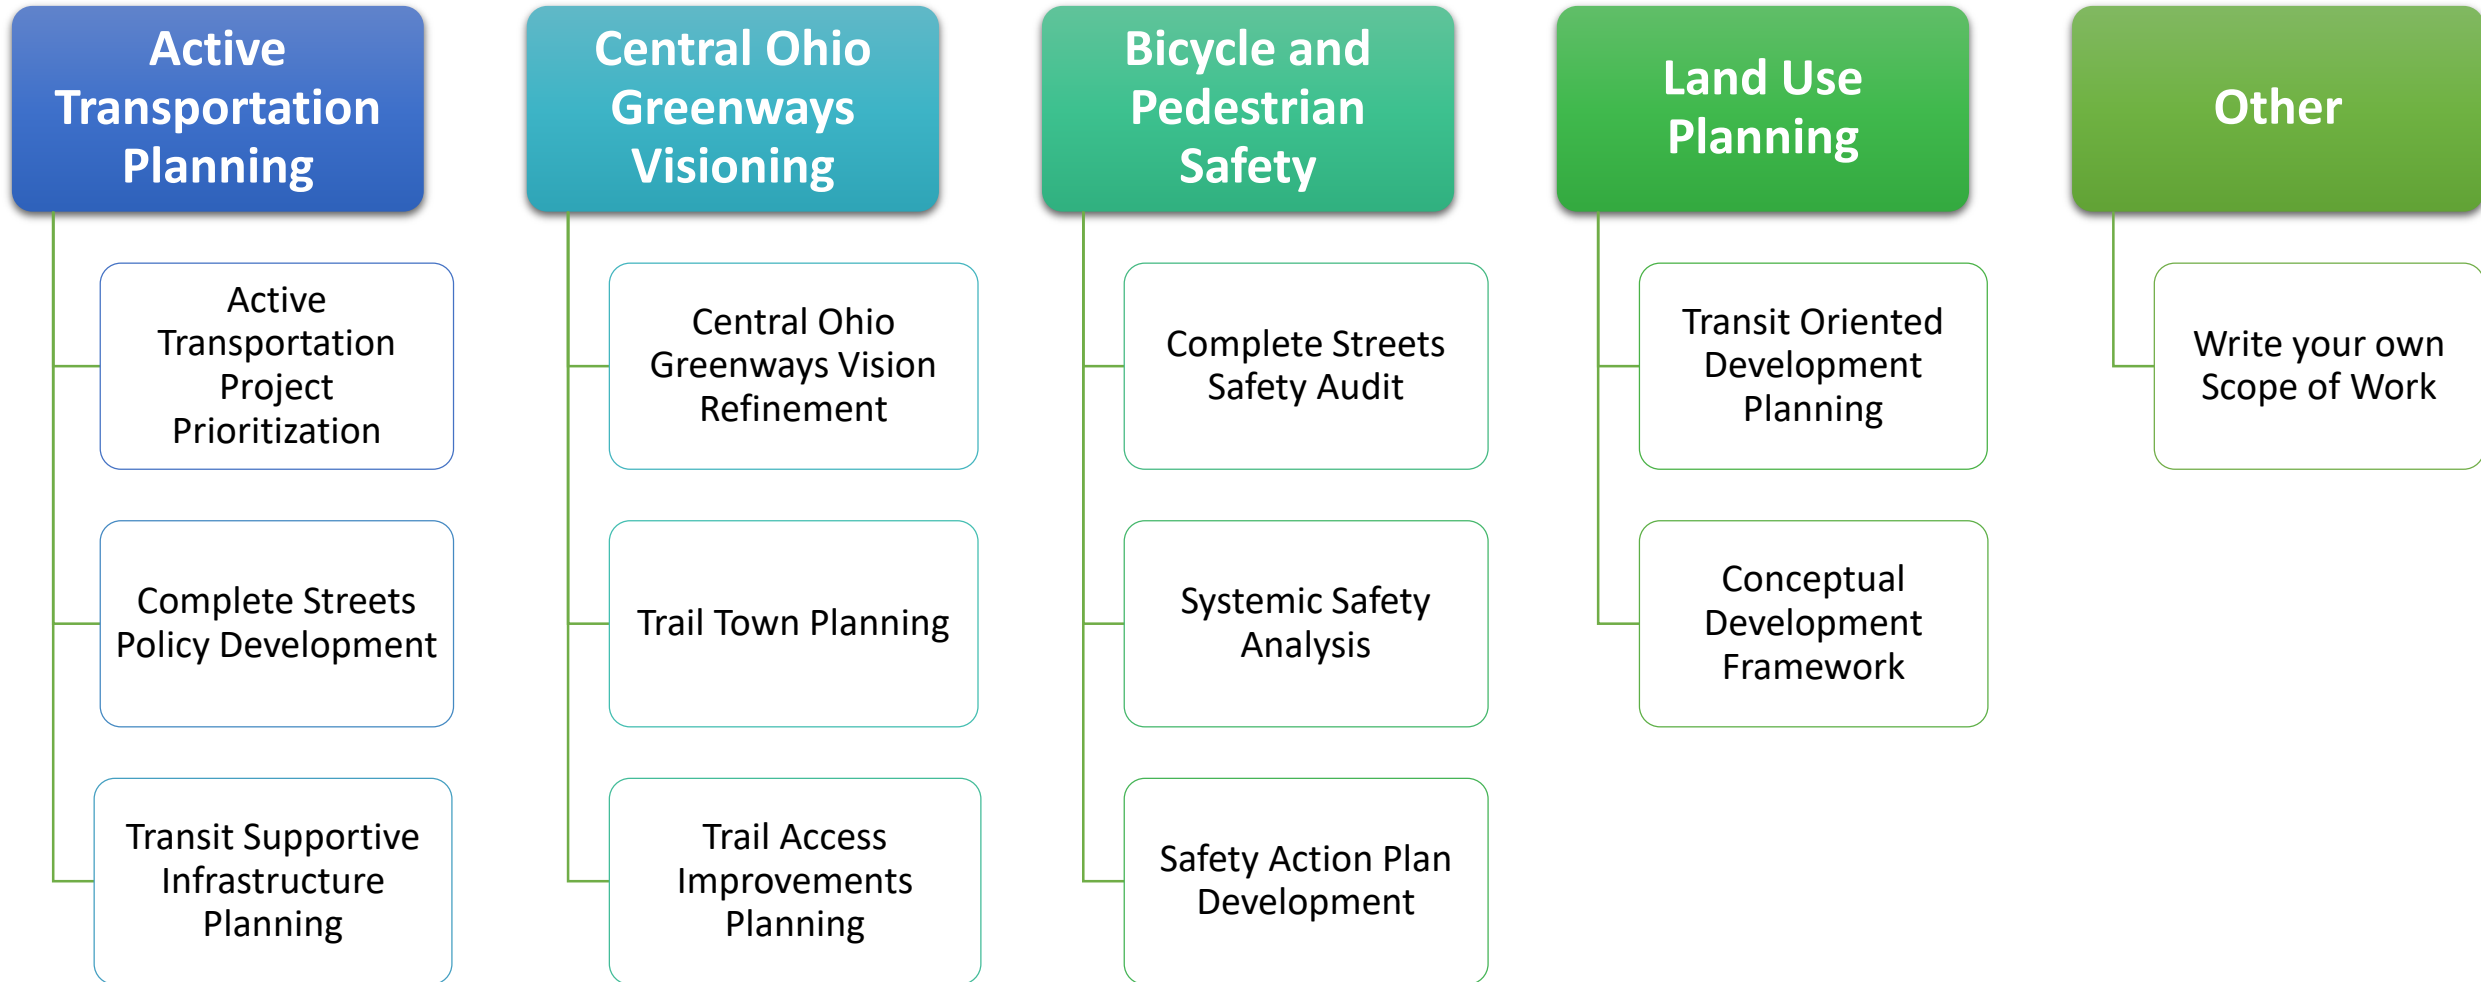 Active
Transportation
Planning
Active
Transportation
Project
Prioritization
Complete Streets
Policy Development
Transit Supportive
Infrastructure
Planning
Central Ohio
Greenways
Visioning
Central Ohio
Greenways Vision
Refinement
Trail Town Planning
Trail Access
Improvements
Planning
Bicycle and
Pedestrian
Safety
Complete Streets
Safety Audit
Systemic Safety
Analysis
Safety Action Plan
Development
Land Use
Planning
Transit Oriented
Development
Planning
Conceptual
Development
Framework
Other
Write your own
Scope of Work